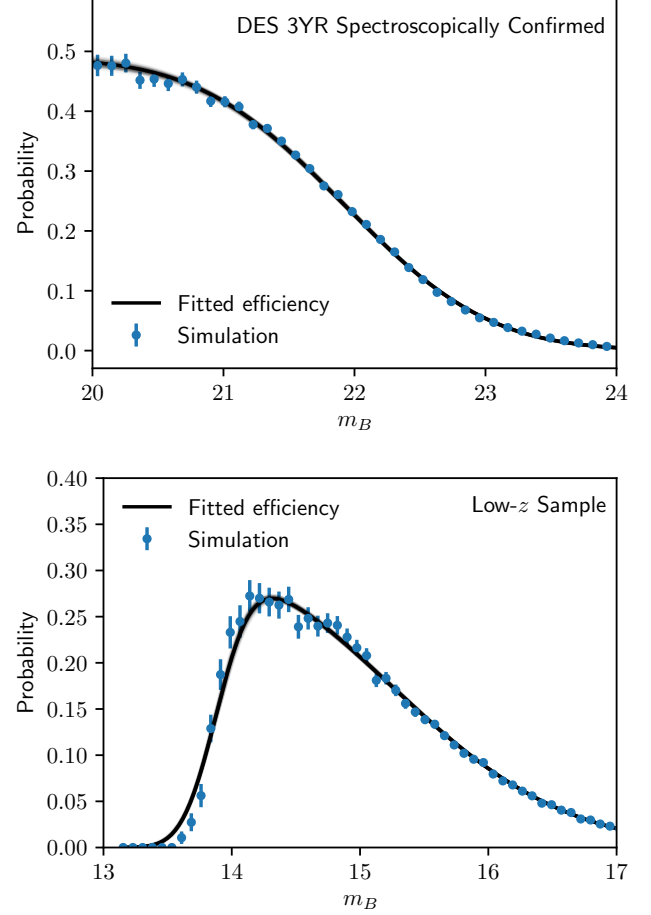 DES 3YR Spectroscopically Confirmed
0.5
0.4
0.3
0.2
0.1
0.0
Probability
Fitted efficiency
Simulation
20 21 22 23 24
m_B
0.40
0.35
0.30
0.25
0.20
0.15
0.10
0.05
0.00
Probability
Fitted efficiency
Simulation
Low-z Sample
13 14 15 16 17
m_B